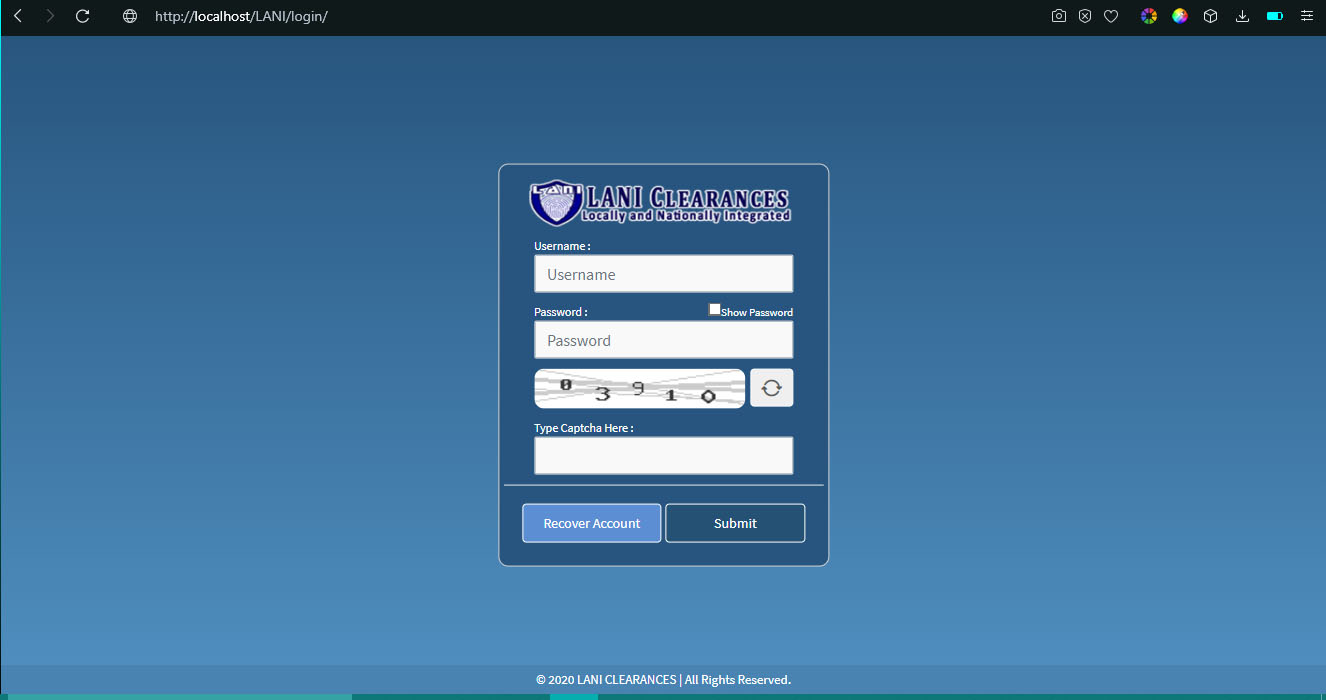 http://localhost/LANI/login/
LANI
LANI CLEARANCES
Locally and Nationally Integrated
Username :
Username
Password :
Show Password
Password
0 3 9 1 0
Type Captcha Here :
Recover Account
Submit
© 2020 LANI CLEARANCES | All Rights Reserved.